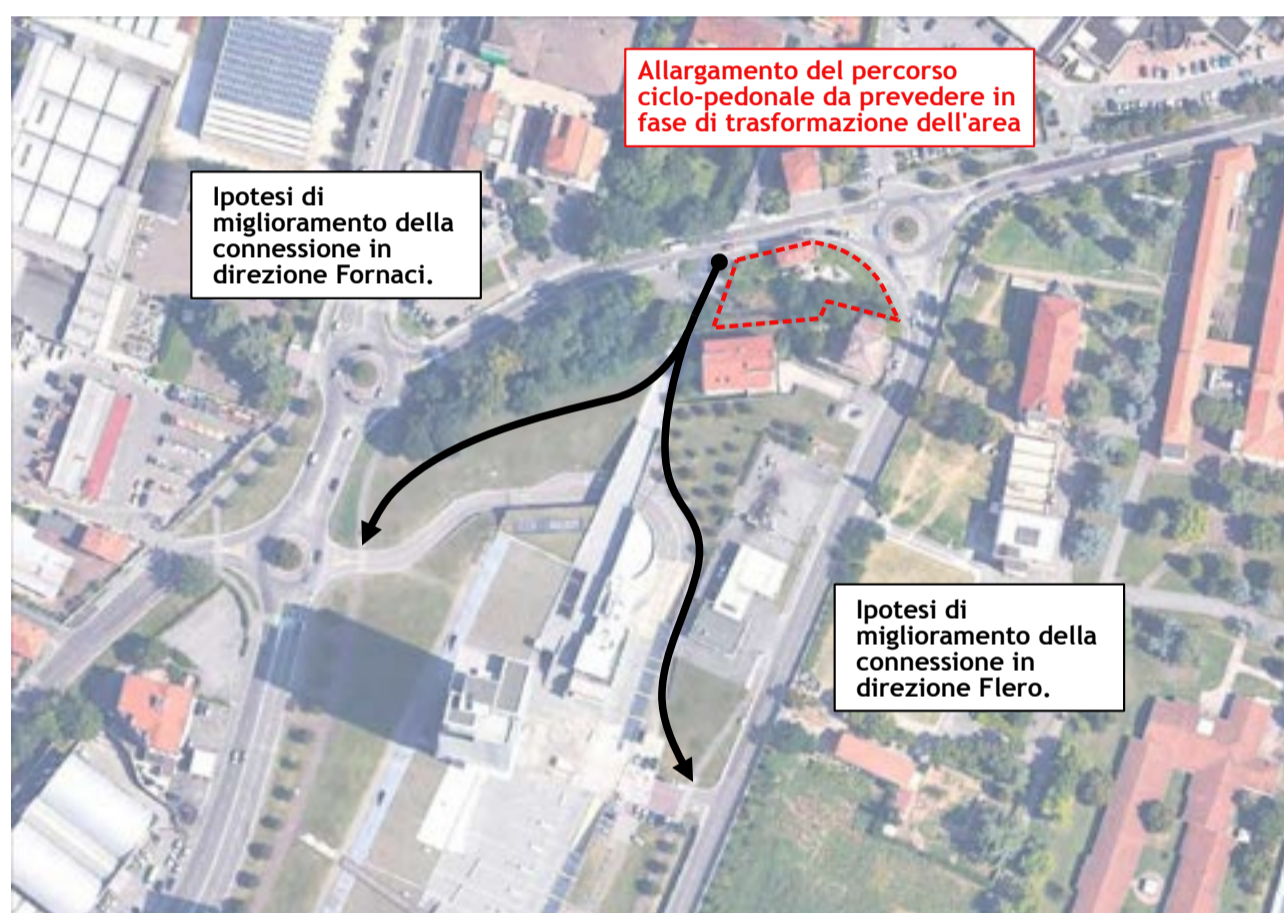 Allargamento del percorso
ciclo-pedonale da prevedere in
fase di trasformazione dell'area
Ipotesi di
miglioramento della
connessione in
direzione Fornaci.
Ipotesi di
miglioramento della
connessione in
direzione Flero.